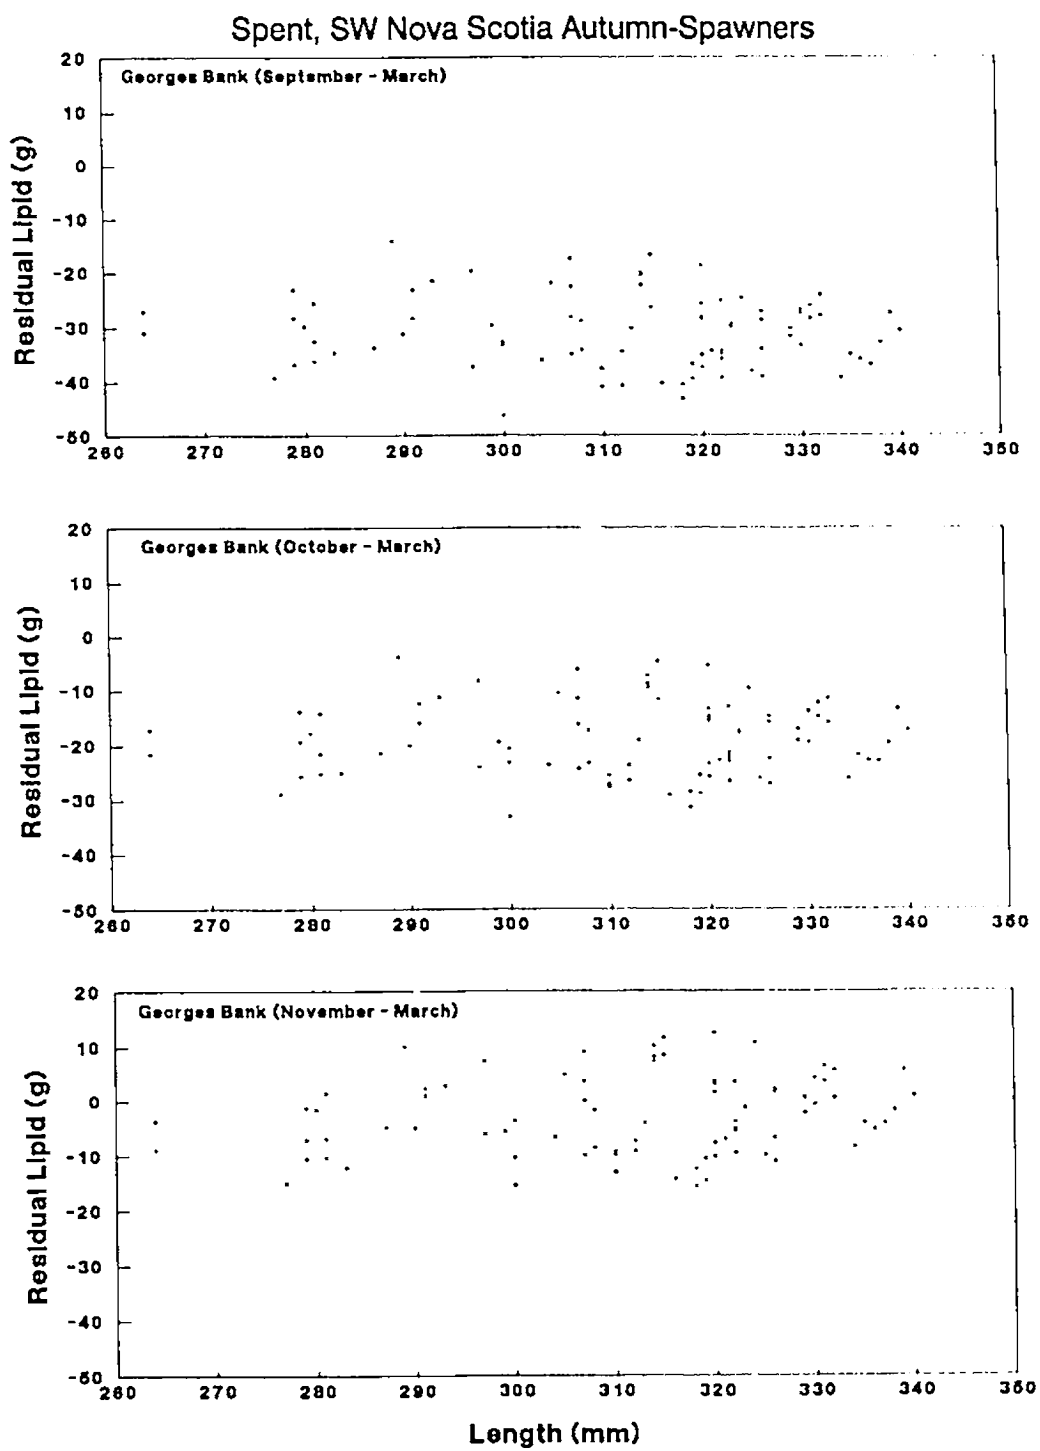 Spent, SW Nova Scotia Autumn-Spawners
Georges Bank (September - March)
Residual Lipid (g)
20
10
0
-10
-20
-30
-40
-50
260 270 280 290 300 310 320 330 340 350
Georges Bank (October - March)
Residual Lipid (g)
20
10
0
-10
-20
-30
-40
-50
260 270 280 290 300 310 320 330 340 350
Georges Bank (November - March)
Residual Lipid (g)
20
10
0
-10
-20
-30
-40
-50
260 270 280 290 300 310 320 330 340 350
Length (mm)